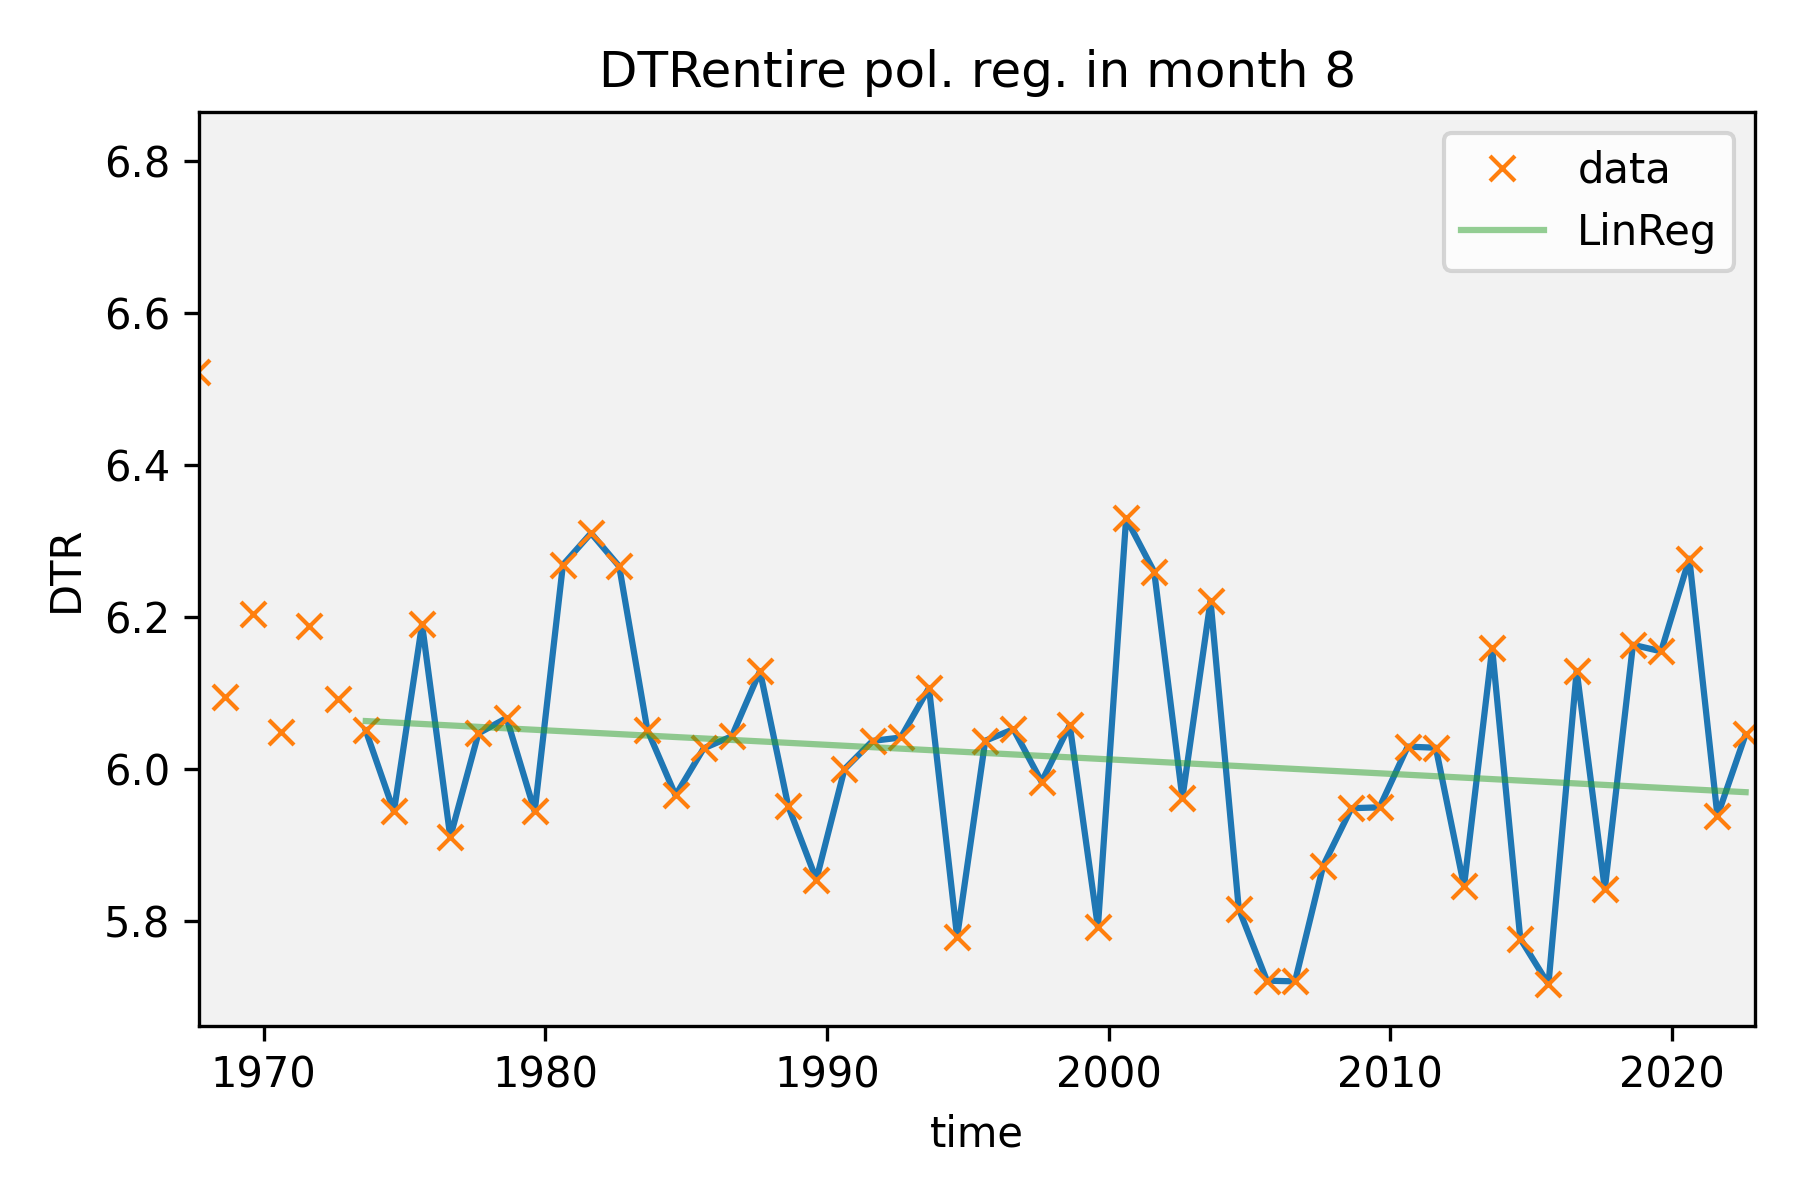 DTRentire pol. reg. in month 8
data
LinReg
6.8
6.6
6.4
6.2
6.0
5.8
DTR
1970 1980 1990 2000 2010 2020
time